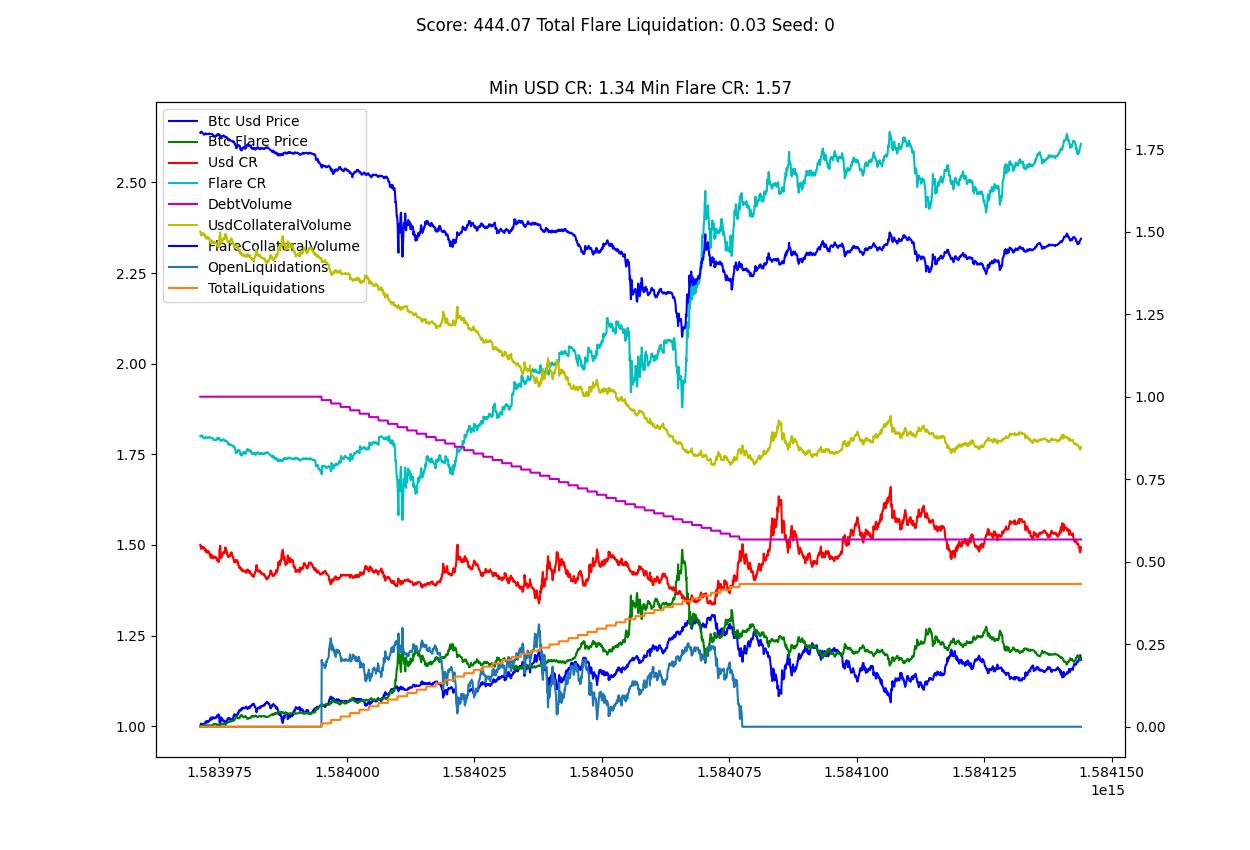 Score: 444.07 Total Flare Liquidation: 0.03 Seed: 0
Min USD CR: 1.34 Min Flare CR: 1.57
Btc Usd Price
Btc Flare Price
Usd CR
Flare CR
DebtVolume
UsdCollateralVolume
FlareCollateralVolume
OpenLiquidations
TotalLiquidations
2.50
2.25
2.00
1.75
1.50
1.25
1.00
1.75
1.50
1.25
1.00
0.75
0.50
0.25
0.00
1.583975 1.584000 1.584025 1.584050 1.584075 1.584100 1.584125 1.584150
1e15